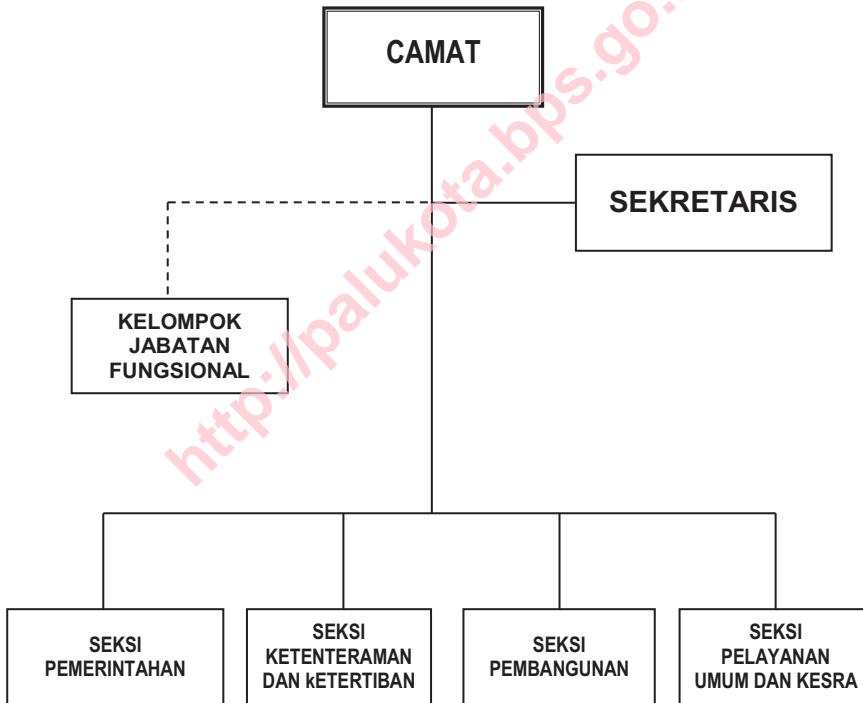 CAMAT
SEKRETARIS
KELOMPOK
JABATAN
FUNGSIONAL
http://palukota.bps.go.
SEKSI
PEMERINTAHAN
SEKSI
KETENTERAMAN
DAN kETERTIBAN
SEKSI
PEMBANGUNAN
SEKSI
PELAYANAN
UMUM DAN KESRA